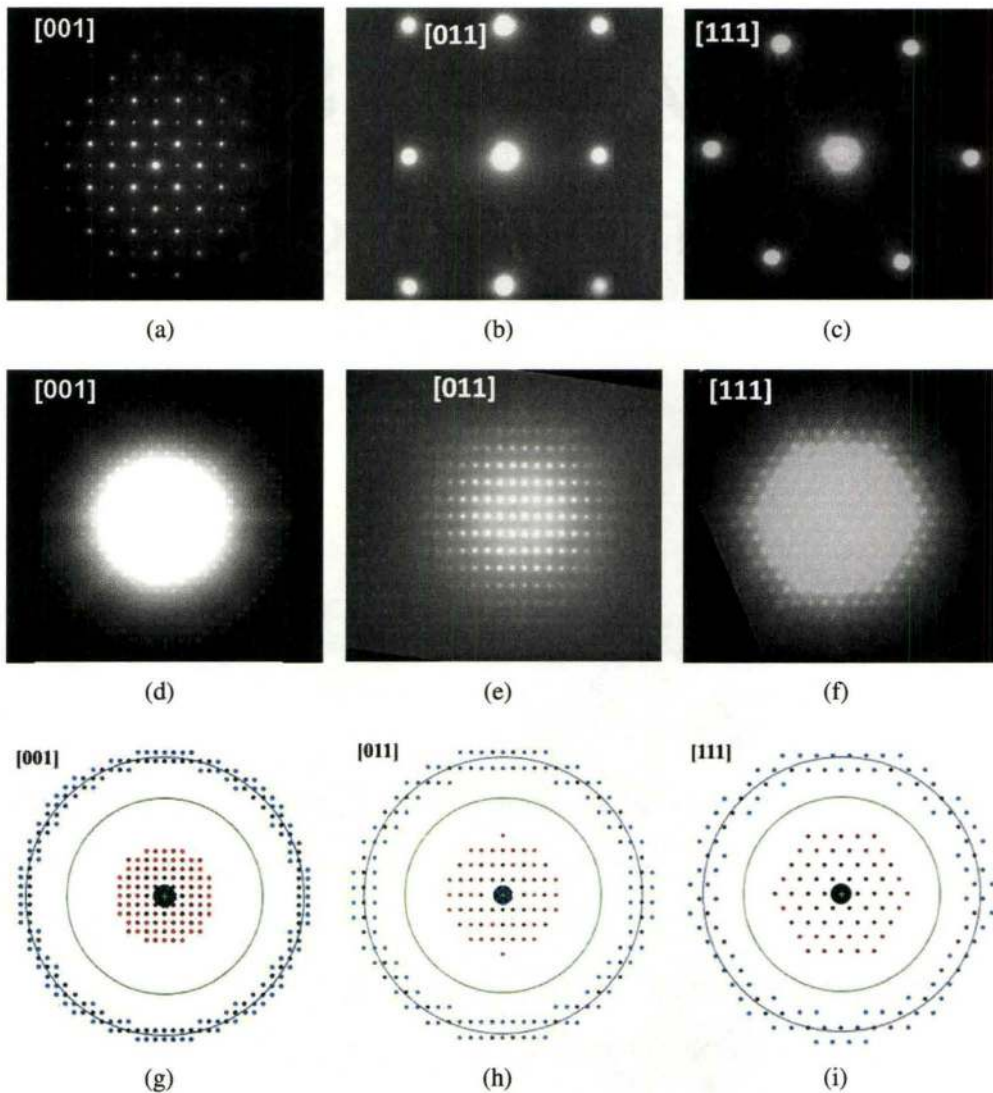 [001]
[011]
[111]
(a)
(b)
(c)
[001]
[011]
[111]
(d)
(e)
(f)
[001]
[011]
[111]
(g)
(h)
(i)